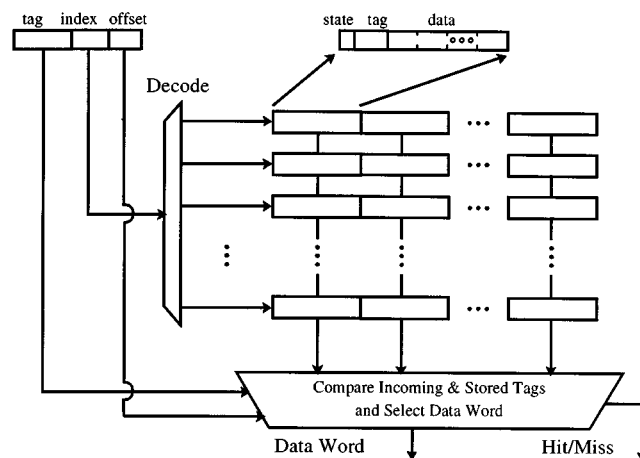 tag index offset
state tag data
Decode
Compare Incoming & Stored Tags
and Select Data Word
Data Word
Hit/Miss